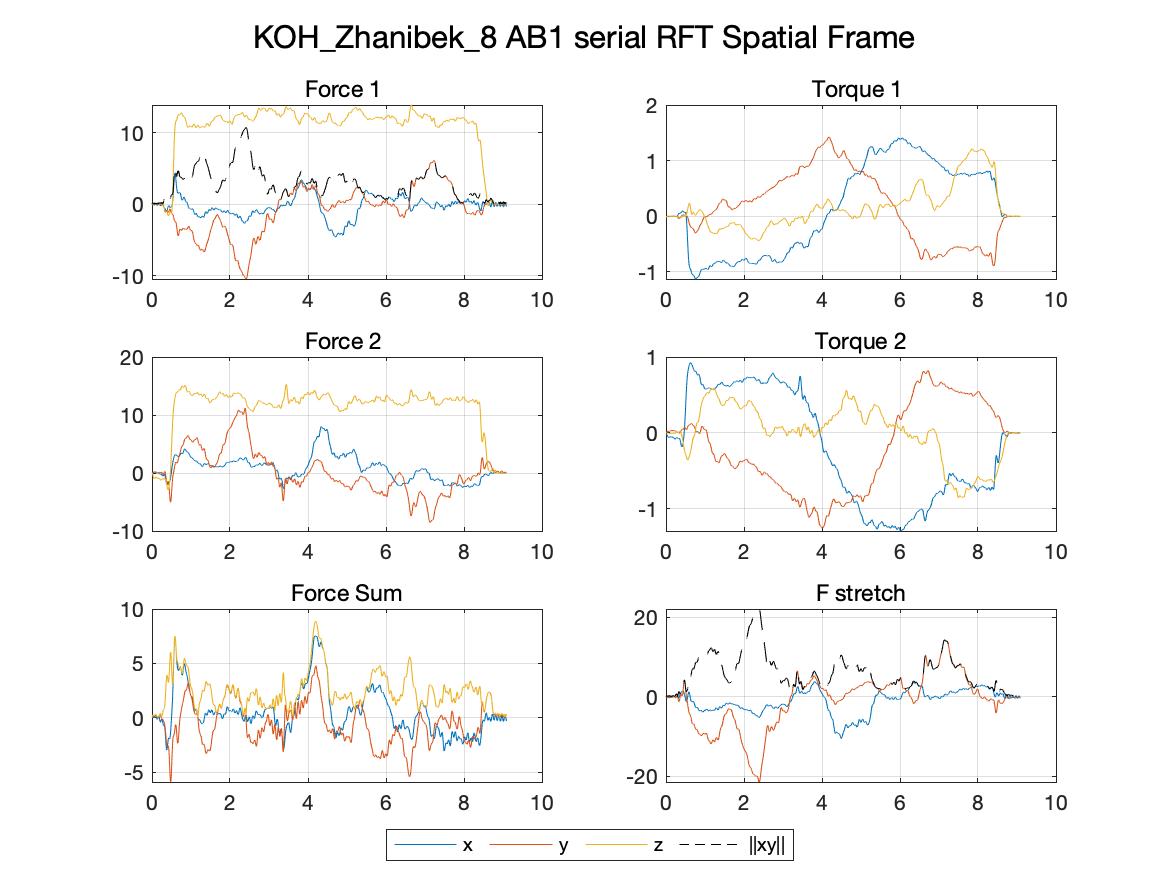 KOH_Zhanibek_8 AB1 serial RFT Spatial Frame
Force 1
10
0
-10
0 2 4 6 8 10
Torque 1
2
1
0
-1
0 2 4 6 8 10
Force 2
20
10
0
-10
0 2 4 6 8 10
Torque 2
1
0
-1
0 2 4 6 8 10
Force Sum
10
5
0
-5
0 2 4 6 8 10
F stretch
20
0
-20
0 2 4 6 8 10
x y z ||xy||